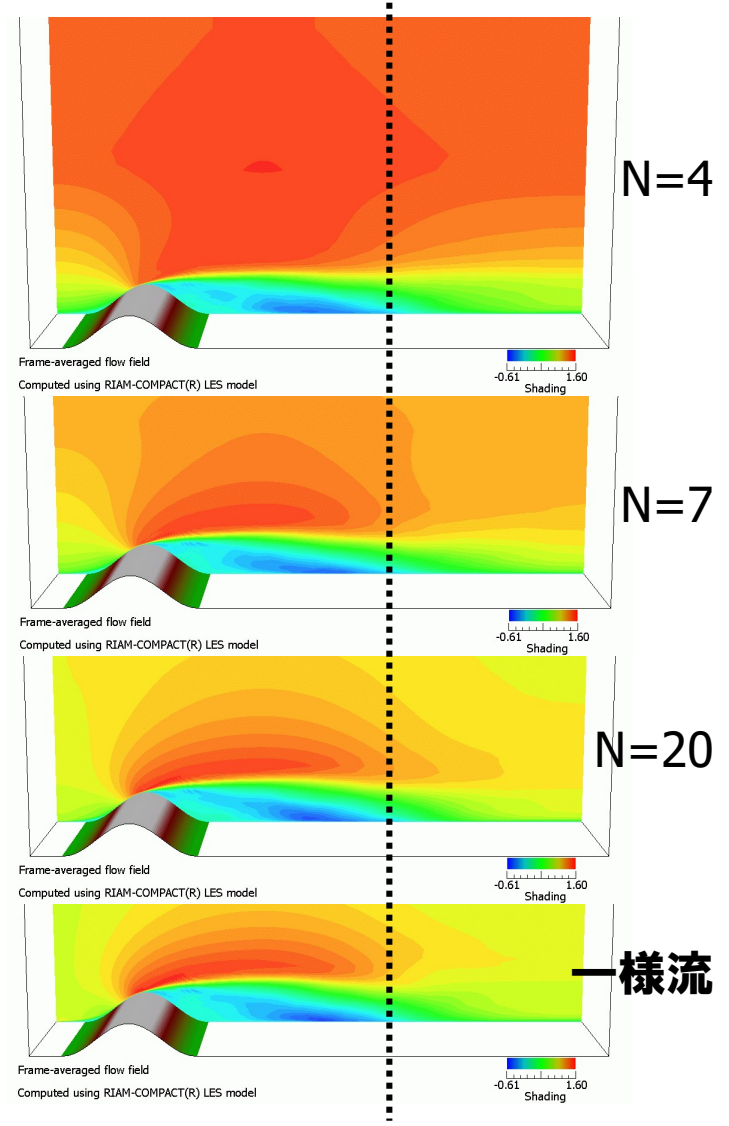 N=4
Frame-averaged flow field
Computed using RIAM-COMPACT(R) LES model
-0.61 1.60
Shading
N=7
Frame-averaged flow field
Computed using RIAM-COMPACT(R) LES model
-0.61 1.60
Shading
N=20
Frame-averaged flow field
Computed using RIAM-COMPACT(R) LES model
-0.61 1.60
Shading
一様流
Frame-averaged flow field
Computed using RIAM-COMPACT(R) LES model
-0.61 1.60
Shading